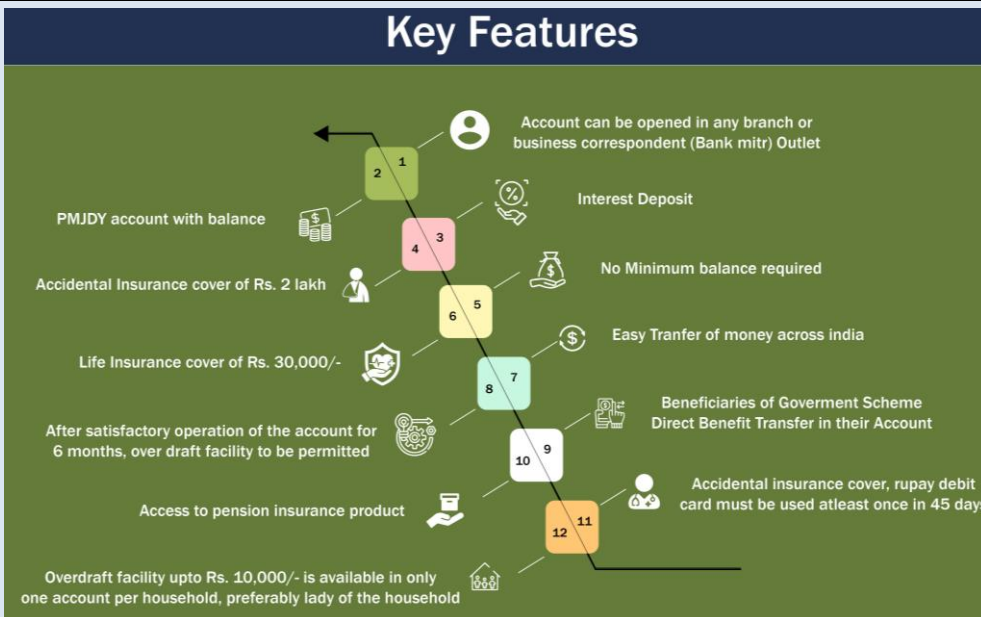 Key Features
1
Account can be opened in any branch or
business correspondent (Bank mitr) Outlet
2
PMJDY account with balance
3
Interest Deposit
4
Accidental Insurance cover of Rs. 2 lakh
5
No Minimum balance required
6
Life Insurance cover of Rs. 30,000/-
7
Easy Tranfer of money across india
8
After satisfactory operation of the account for
6 months, over draft facility to be permitted
9
Beneficiaries of Goverment Scheme
Direct Benefit Transfer in their Account
10
Access to pension insurance product
11
Accidental insurance cover, rupay debit
card must be used atleast once in 45 days
12
Overdraft facility upto Rs. 10,000/- is available in only
one account per household, preferably lady of the household